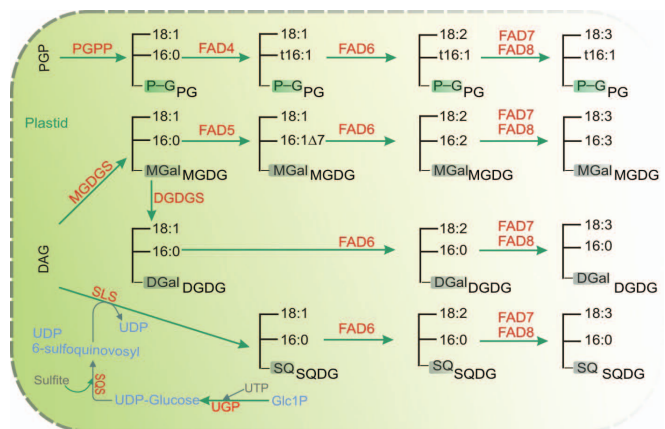 18:1 18:1 18:2 FAD7 18:3
PGP PGPP 16:0 FAD4 t16:1 FAD6 t16:1 FAD8 t16:1
P–G PG P–G PG P–G PG P–G PG
Plastid
18:1 18:1 18:2 FAD7 18:3
16:0 FAD5 16:1Δ7 FAD6 16:2 FAD8 16:3
MGDGS MGal MGDG MGal MGDG MGal MGDG MGal MGDG
DGDGS
18:1 18:2 FAD7 18:3
16:0 FAD6 16:0 FAD8 16:0
DAG DGal DGDG DGal DGDG DGal DGDG
SLS
18:1 18:2 FAD7 18:3
UDP UDP
6-sulfoquinovosyl 16:0 FAD6 16:0 FAD8 16:0
SQ SQDG SQ SQDG SQ SQDG
Sulfite SQS UTP
UDP-Glucose UGP Glc1P